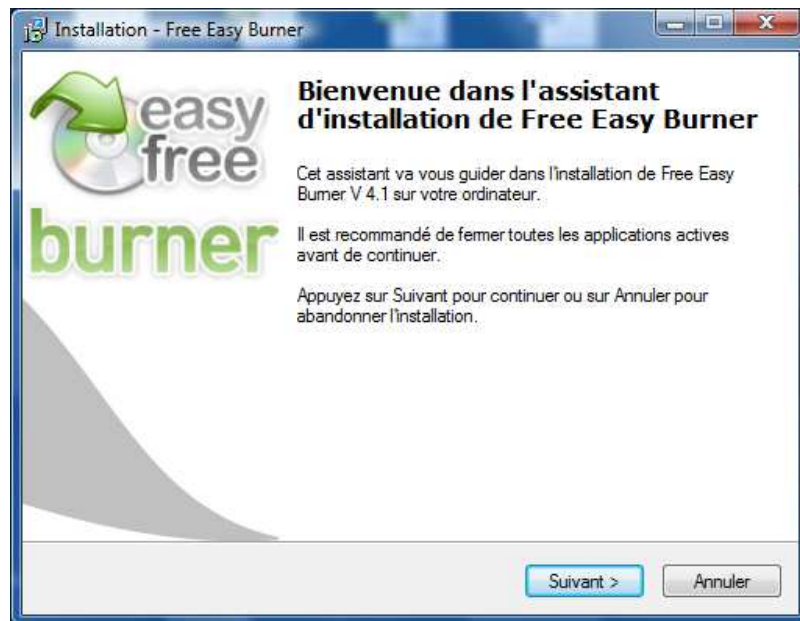 Installation - Free Easy Burner
easy
free
burner
Bienvenue dans l'assistant
d'installation de Free Easy Burner
Cet assistant va vous guider dans l'installation de Free Easy
Burner V 4.1 sur votre ordinateur.
Il est recommandé de fermer toutes les applications actives
avant de continuer.
Appuyez sur Suivant pour continuer ou sur Annuler pour
abandonner l'installation.
Suivant >
Annuler